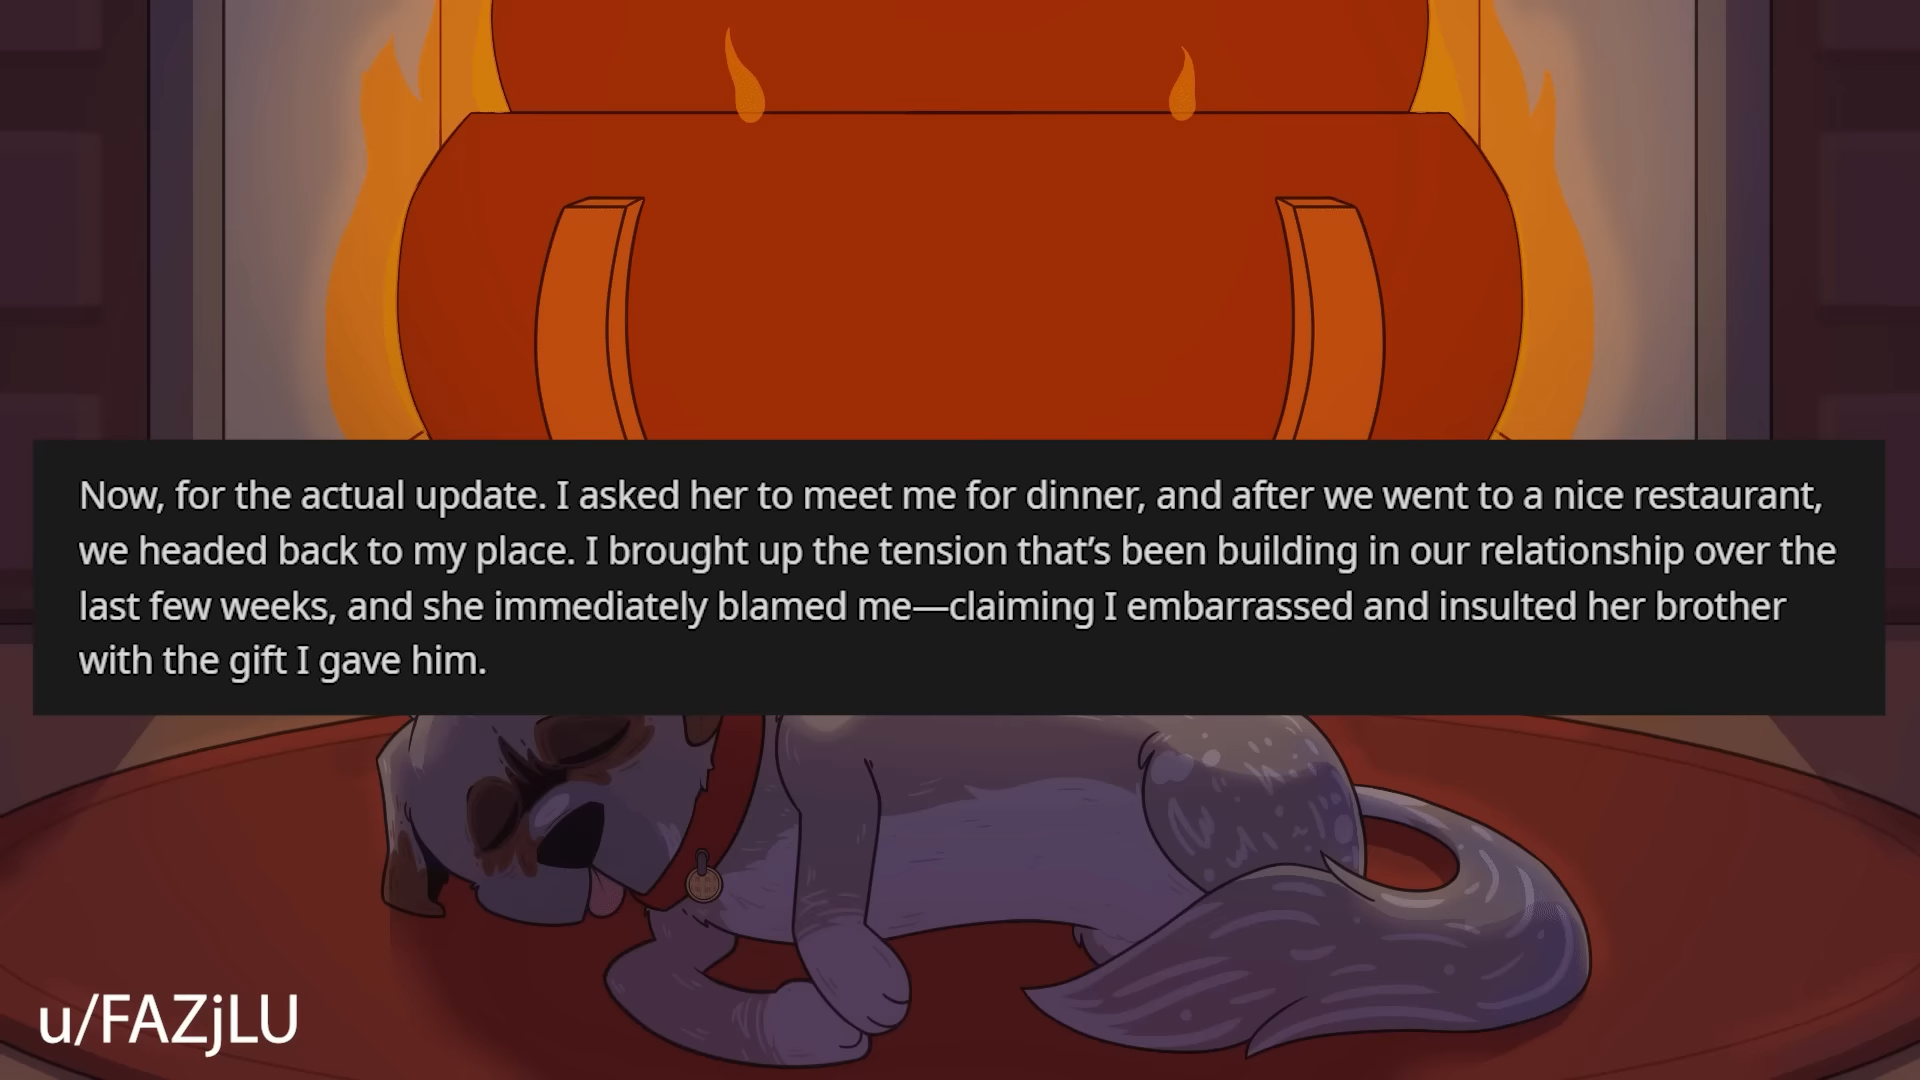 Now, for the actual update. I asked her to meet me for dinner, and after we went to a nice restaurant,
we headed back to my place. I brought up the tension that’s been building in our relationship over the
last few weeks, and she immediately blamed me—claiming I embarrassed and insulted her brother
with the gift I gave him.
u/FAZjLU